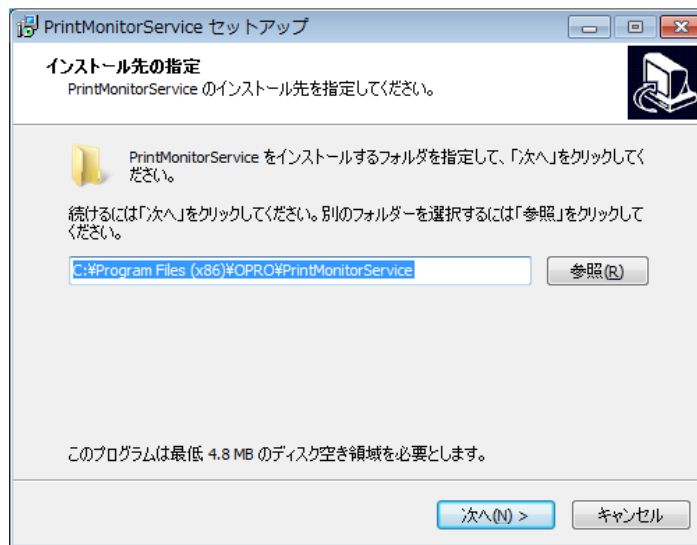 PrintMonitorService セットアップ
インストール先の指定
PrintMonitorService のインストール先を指定してください。
PrintMonitorService をインストールするフォルダを指定して、「次へ」をクリックしてく
ださい。
続けるには「次へ」をクリックしてください。別のフォルダーを選択するには「参照」をクリックして
ください。
C:¥Program Files (x86)¥OPRO¥PrintMonitorService
参照(R)
このプログラムは最低 4.8 MB のディスク空き領域を必要とします。
次へ(N) >
キャンセル